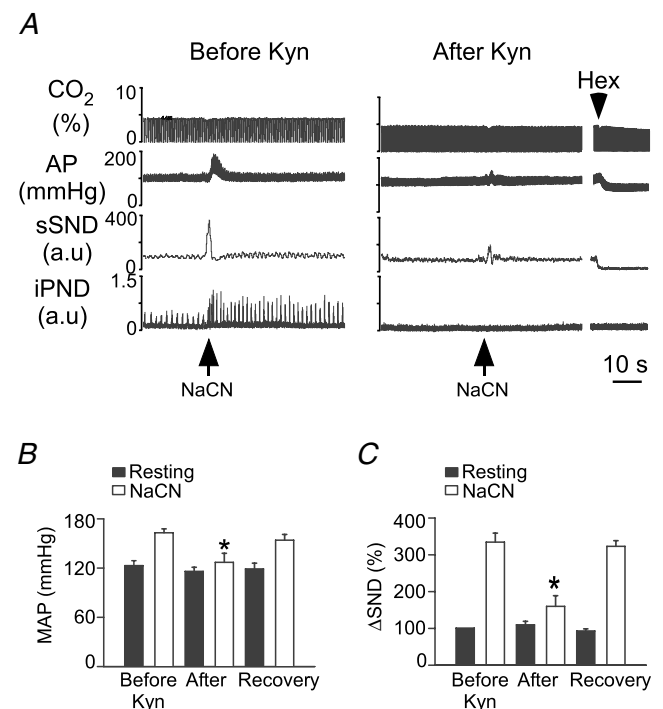 A
Before Kyn
After Kyn
Hex
CO2
(%)
10
0
AP
(mmHg)
200
0
sSND
(a.u)
400
0
iPND
(a.u)
1.5
0
NaCN
NaCN
10 s
B
Resting
NaCN
MAP (mmHg)
180
120
60
0
*
Before
Kyn
After
Recovery
C
Resting
NaCN
ΔSND (%)
400
300
200
100
0
*
Before
Kyn
After
Recovery